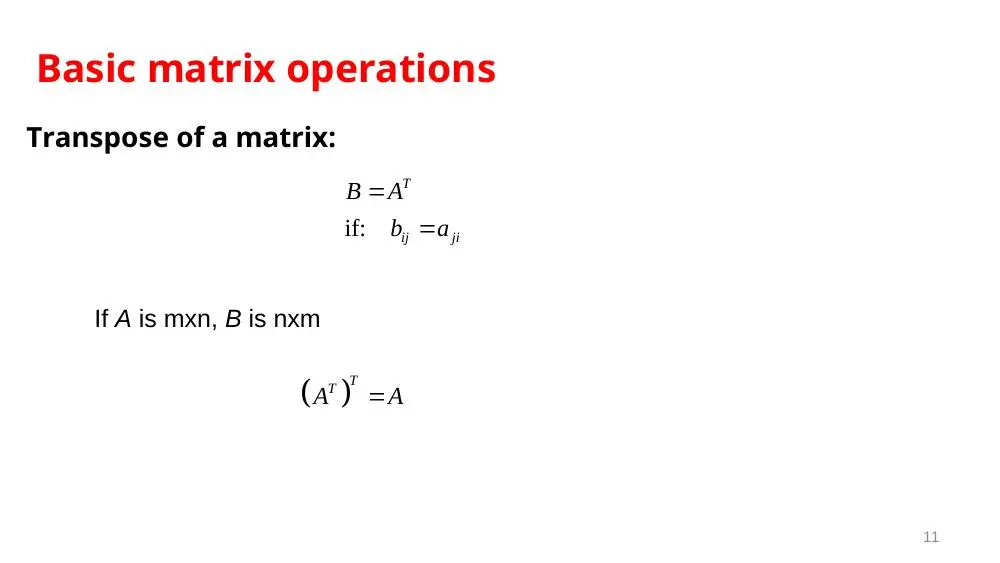 Basic matrix operations
Transpose of a matrix:
B = A^T
if: b_ij = a_ji
If A is mxn, B is nxm
(A^T)^T = A
11